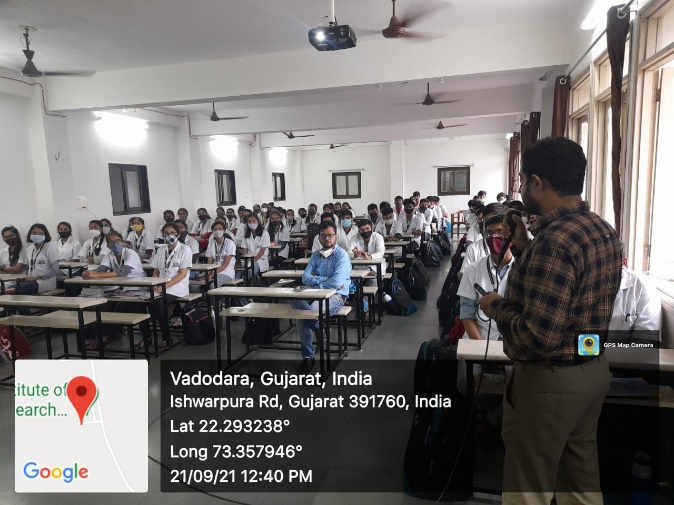 GPS Map Camera
itute of
earch...
Google
Vadodara, Gujarat, India
Ishwarpura Rd, Gujarat 391760, India
Lat 22.293238°
Long 73.357946°
21/09/21 12:40 PM